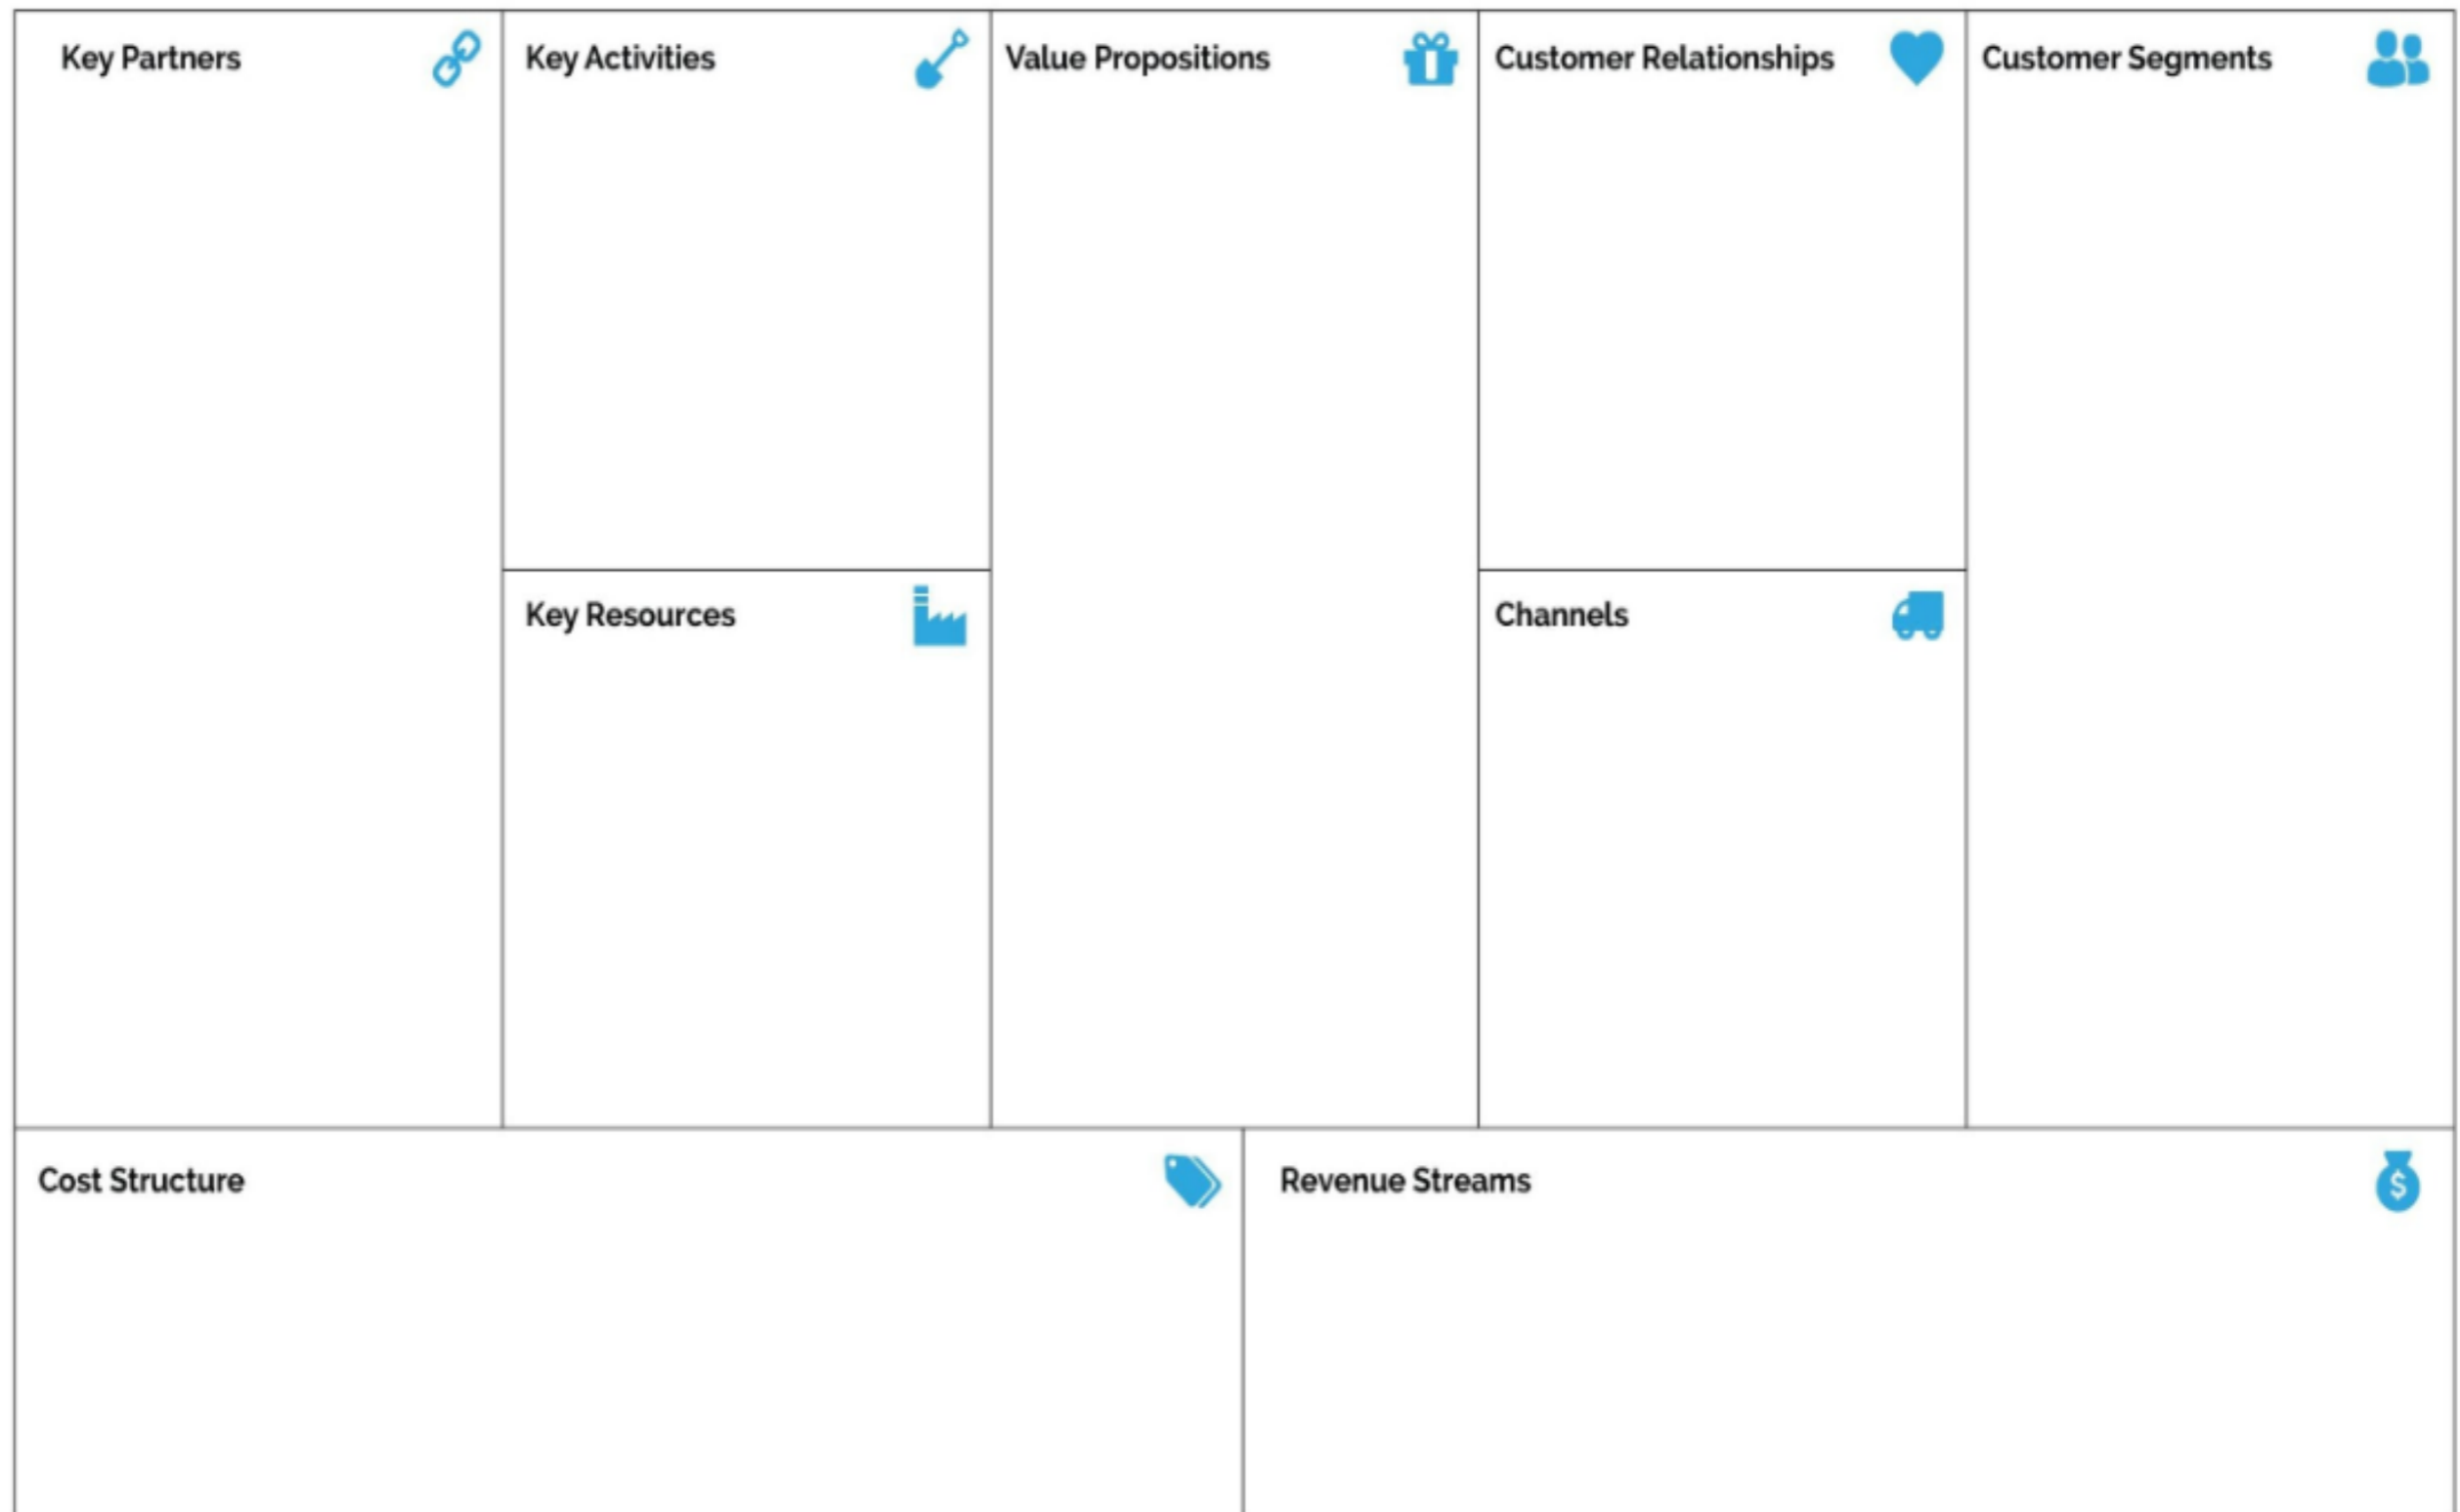 Key Partners
Key Activities
Value Propositions
Customer Relationships
Customer Segments
Key Resources
Channels
Cost Structure
Revenue Streams
$